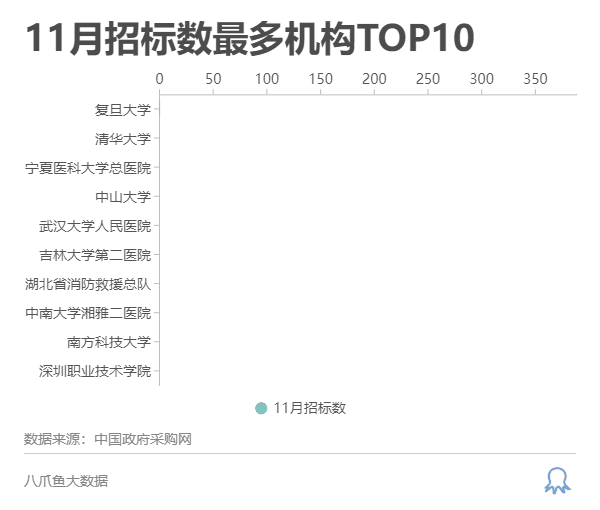 11月招标数最多机构TOP10
0 50 100 150 200 250 300 350
复旦大学
清华大学
宁夏医科大学总医院
中山大学
武汉大学人民医院
吉林大学第二医院
湖北省消防救援总队
中南大学湘雅二医院
南方科技大学
深圳职业技术学院
11月招标数
数据来源：中国政府采购网
八爪鱼大数据